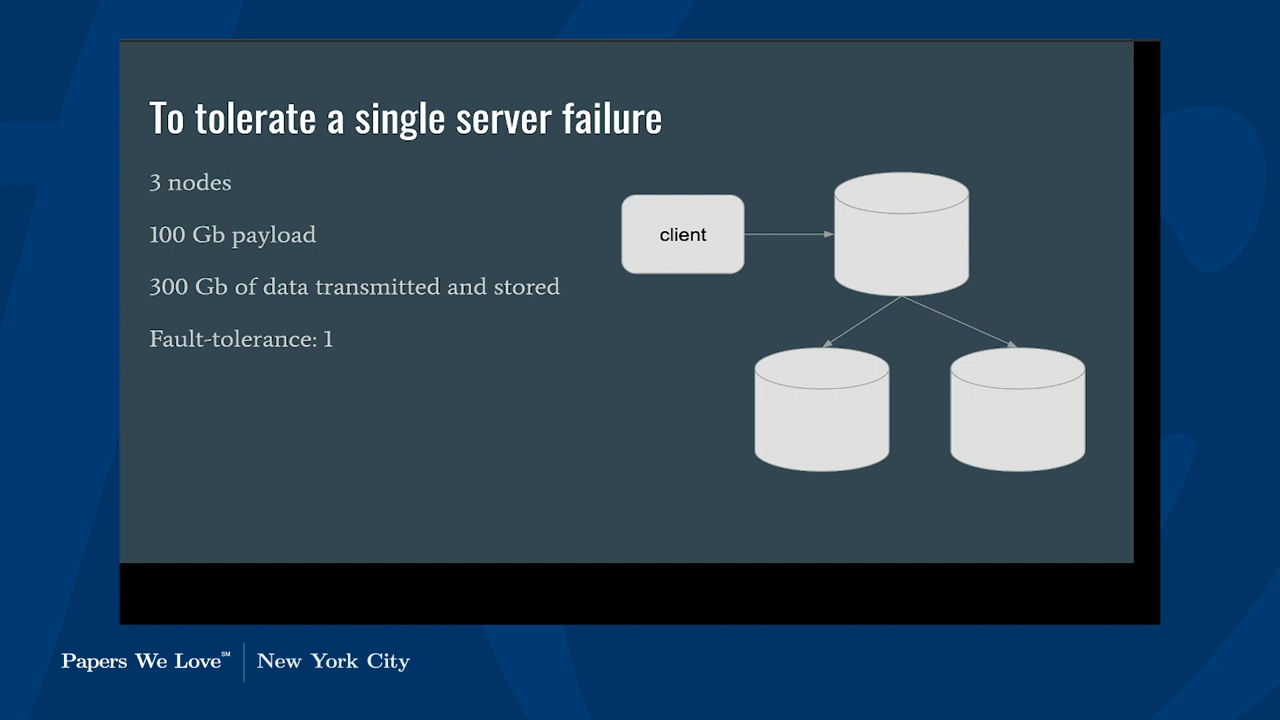 To tolerate a single server failure
3 nodes
100 Gb payload
300 Gb of data transmitted and stored
Fault-tolerance: 1
client
Papers We Love℠ | New York City